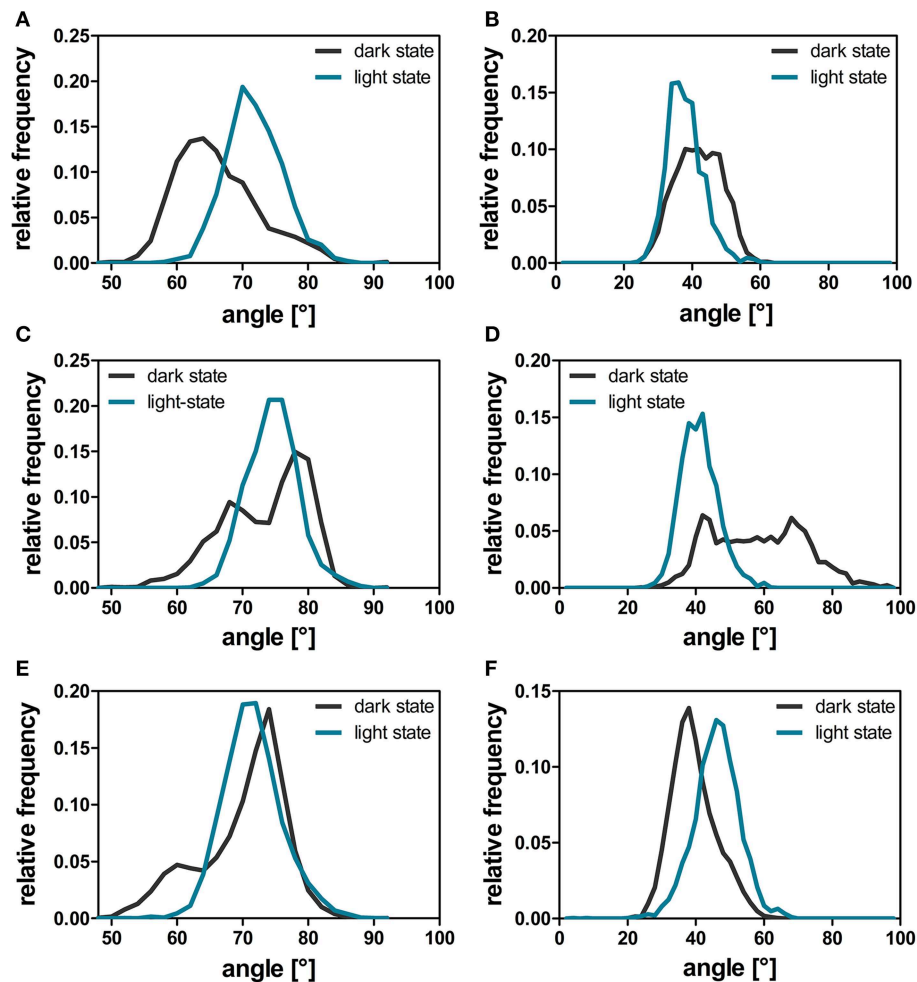 A
relative frequency
0.25
0.20
0.15
0.10
0.05
0.00
dark state
light state
50 60 70 80 90 100
angle [°]
B
relative frequency
0.20
0.15
0.10
0.05
0.00
dark state
light state
0 20 40 60 80 100
angle [°]
C
relative frequency
0.25
0.20
0.15
0.10
0.05
0.00
dark state
light-state
50 60 70 80 90 100
angle [°]
D
relative frequency
0.20
0.15
0.10
0.05
0.00
dark state
light state
0 20 40 60 80 100
angle [°]
E
relative frequency
0.20
0.15
0.10
0.05
0.00
dark state
light state
50 60 70 80 90 100
angle [°]
F
relative frequency
0.15
0.10
0.05
0.00
dark state
light state
0 20 40 60 80 100
angle [°]